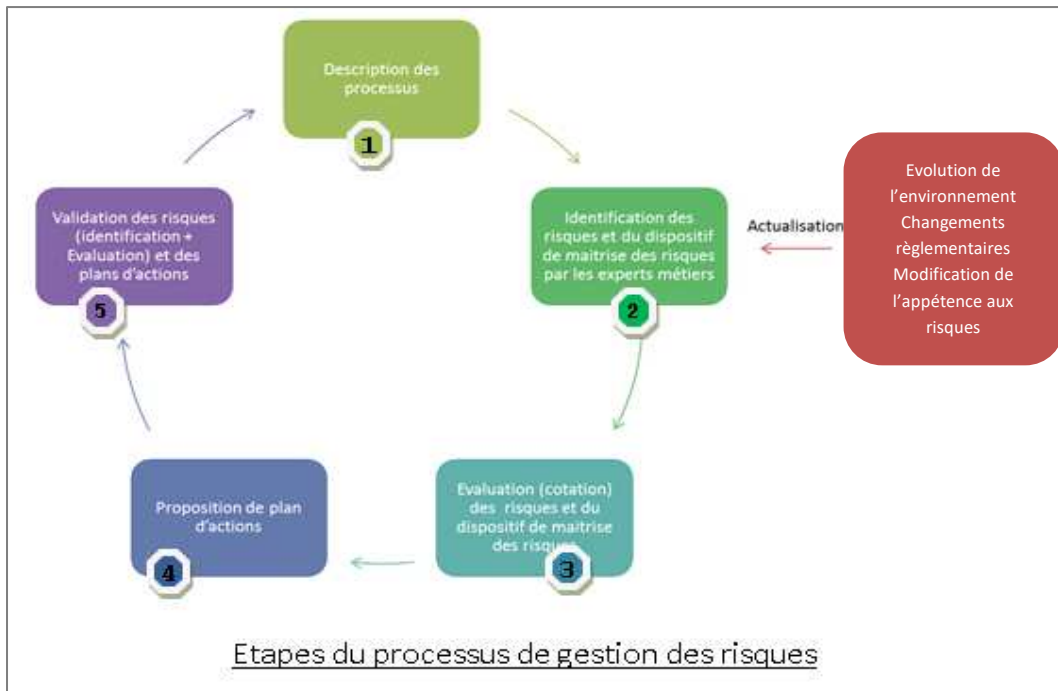 Description des
processus
1
Identification des
risques et du dispositif
de maitrise des risques
par les experts métiers
2
Actualisation
Evolution de
l'environnement
Changements
règlementaires
Modification de
l'appétence aux
risques
Evaluation (cotation)
des risques et du
dispositif de maitrise
des risques
3
Proposition de plan
d'actions
4
Validation des risques
(identification +
Evaluation) et des
plans d'actions
5
Etapes du processus de gestion des risques